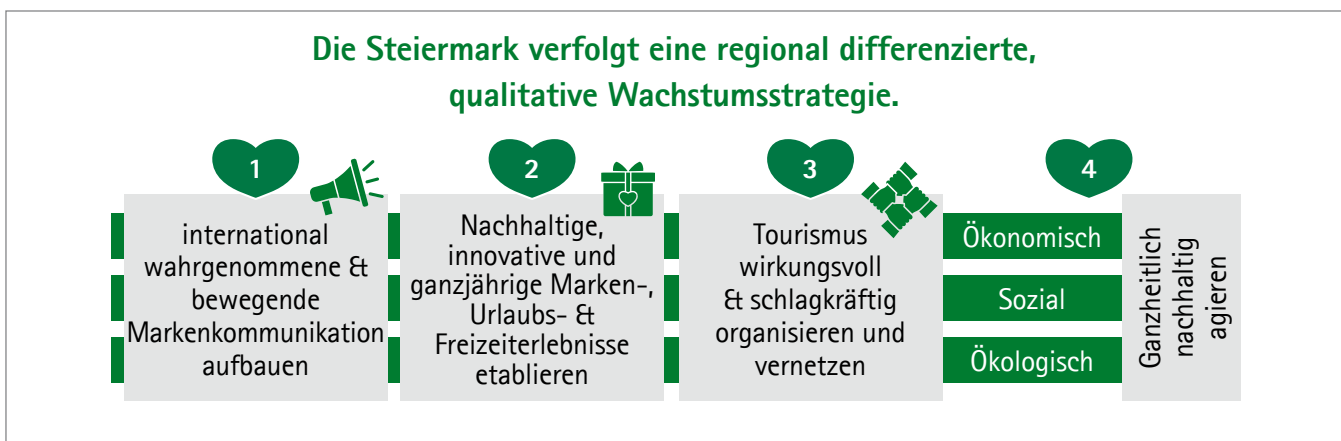 Die Steiermark verfolgt eine regional differenzierte,
qualitative Wachstumsstrategie.
1
international
wahrgenommene &
bewegende
Markenkommunikation
aufbauen
2
Nachhaltige,
innovative und
ganzjährige Marken-,
Urlaubs- &
Freizeiterlebnisse
etablieren
3
Tourismus
wirkungsvoll
& schlagkräftig
organisieren und
vernetzen
4
Ökonomisch
Sozial
Ökologisch
Ganzheitlich
nachhaltig
agieren